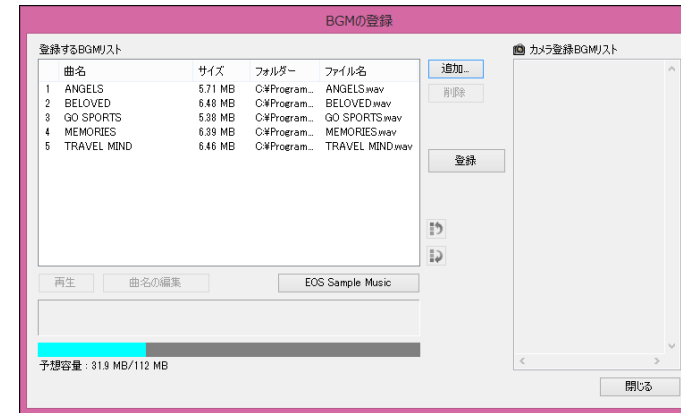 BGMの登録
登録するBGMリスト
カメラ登録BGMリスト
曲名 サイズ フォルダー ファイル名
1 ANGELS 5.71 MB C:¥Program... ANGELS.wav
2 BELOVED 6.48 MB C:¥Program... BELOVED.wav
3 GO SPORTS 5.38 MB C:¥Program... GO SPORTS.wav
4 MEMORIES 6.39 MB C:¥Program... MEMORIES.wav
5 TRAVEL MIND 6.46 MB C:¥Program... TRAVEL MIND.wav
追加...
削除
登録
再生 曲名の編集 EOS Sample Music
予想容量 : 31.9 MB/112 MB
閉じる